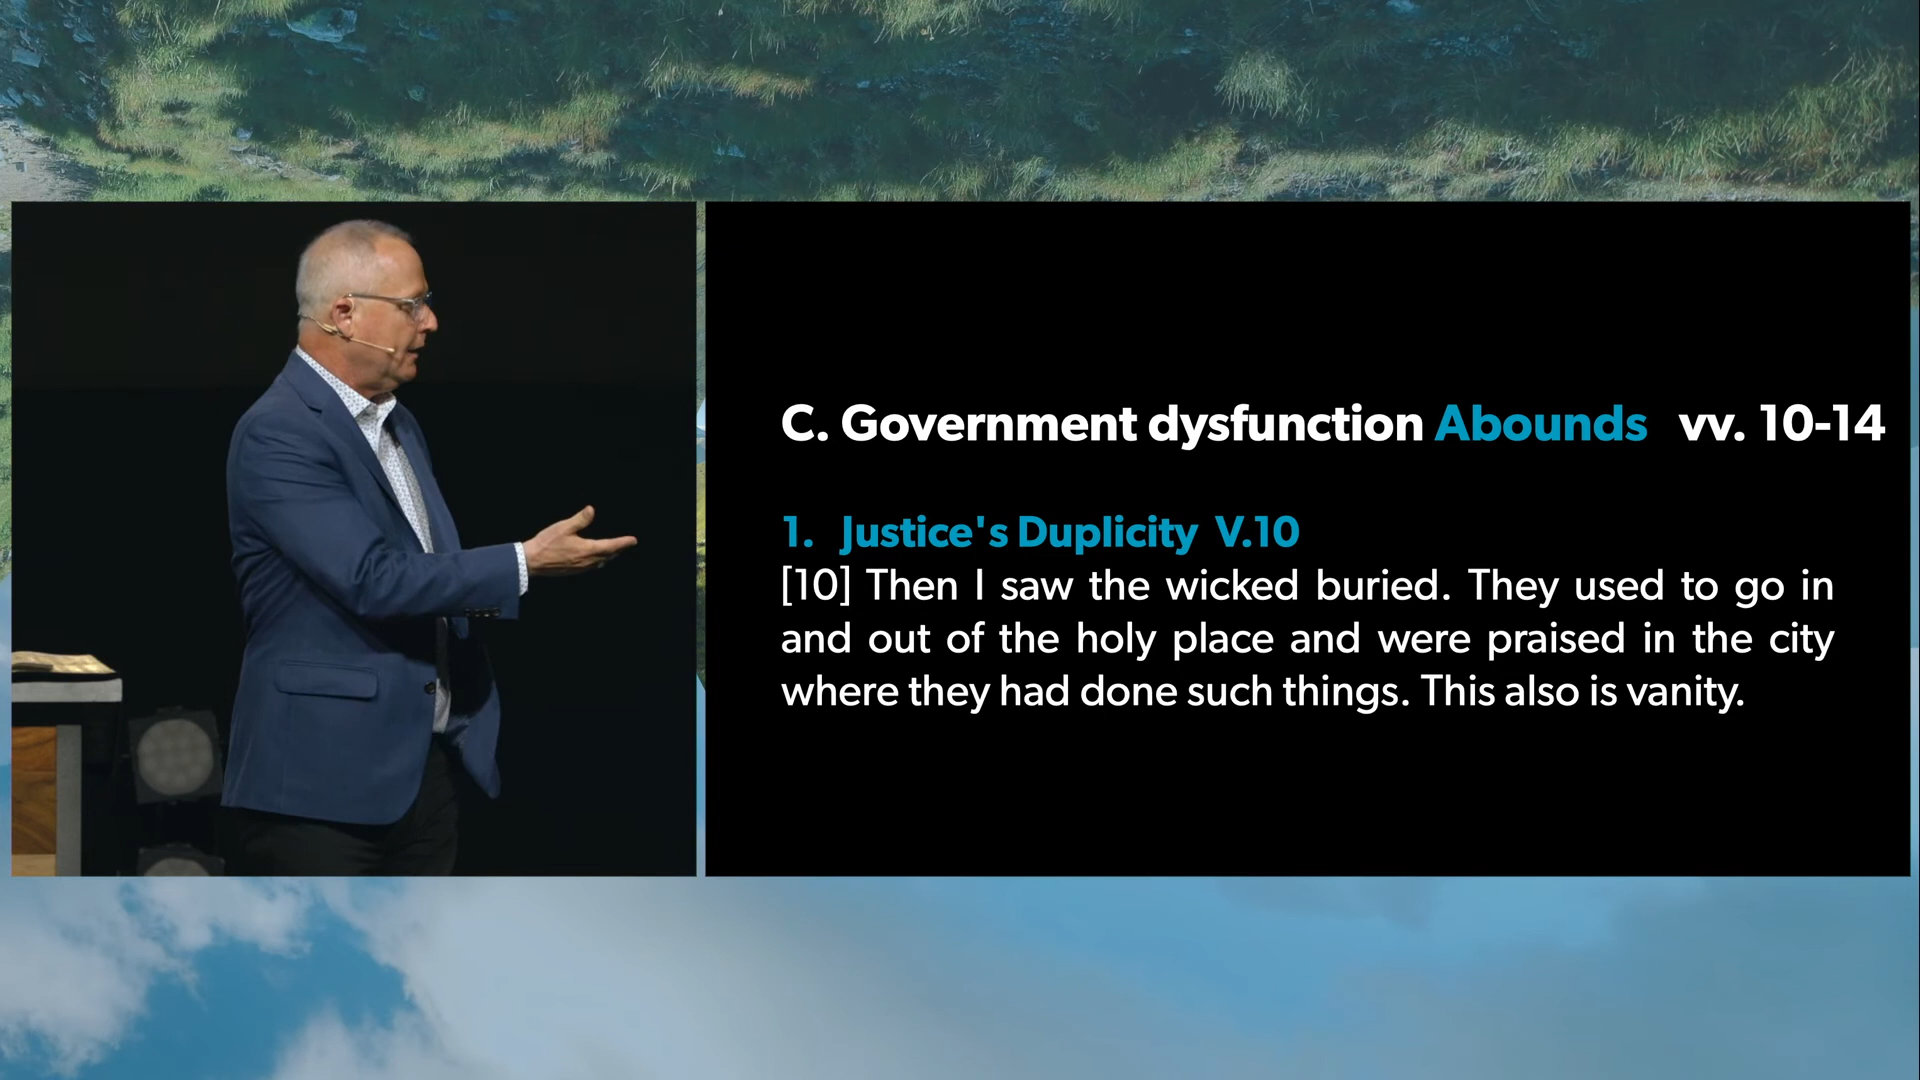 C. Government dysfunction Abounds vv. 10-14
1. Justice's Duplicity V.10
[10] Then I saw the wicked buried. They used to go in
and out of the holy place and were praised in the city
where they had done such things. This also is vanity.